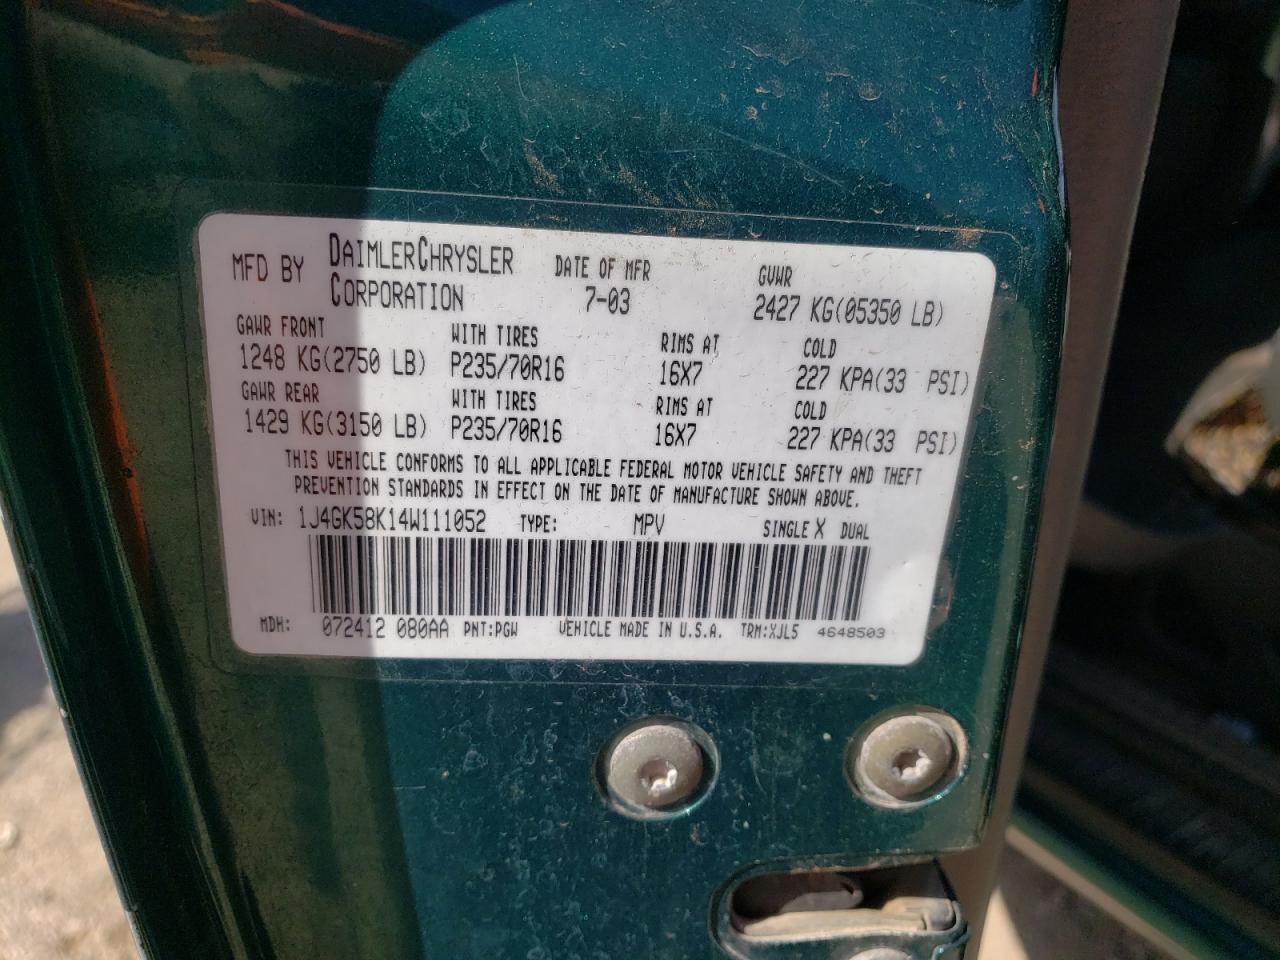 MFD BY DAIMLERCHRYSLER CORPORATION DATE OF MFR 7-03 GVWR 2427 KG(05350 LB)
GAWR FRONT WITH TIRES RIMS AT COLD
1248 KG(2750 LB) P235/70R16 16X7 227 KPA(33 PSI)
GAWR REAR WITH TIRES RIMS AT COLD
1429 KG(3150 LB) P235/70R16 16X7 227 KPA(33 PSI)
THIS VEHICLE CONFORMS TO ALL APPLICABLE FEDERAL MOTOR VEHICLE SAFETY AND THEFT
PREVENTION STANDARDS IN EFFECT ON THE DATE OF MANUFACTURE SHOWN ABOVE.
VIN: 1J4GK58K14W111052 TYPE: MPV SINGLE X DUAL
MDH: 072412 080AA PNT:PGW VEHICLE MADE IN U.S.A. TRM:XJL5 4648503